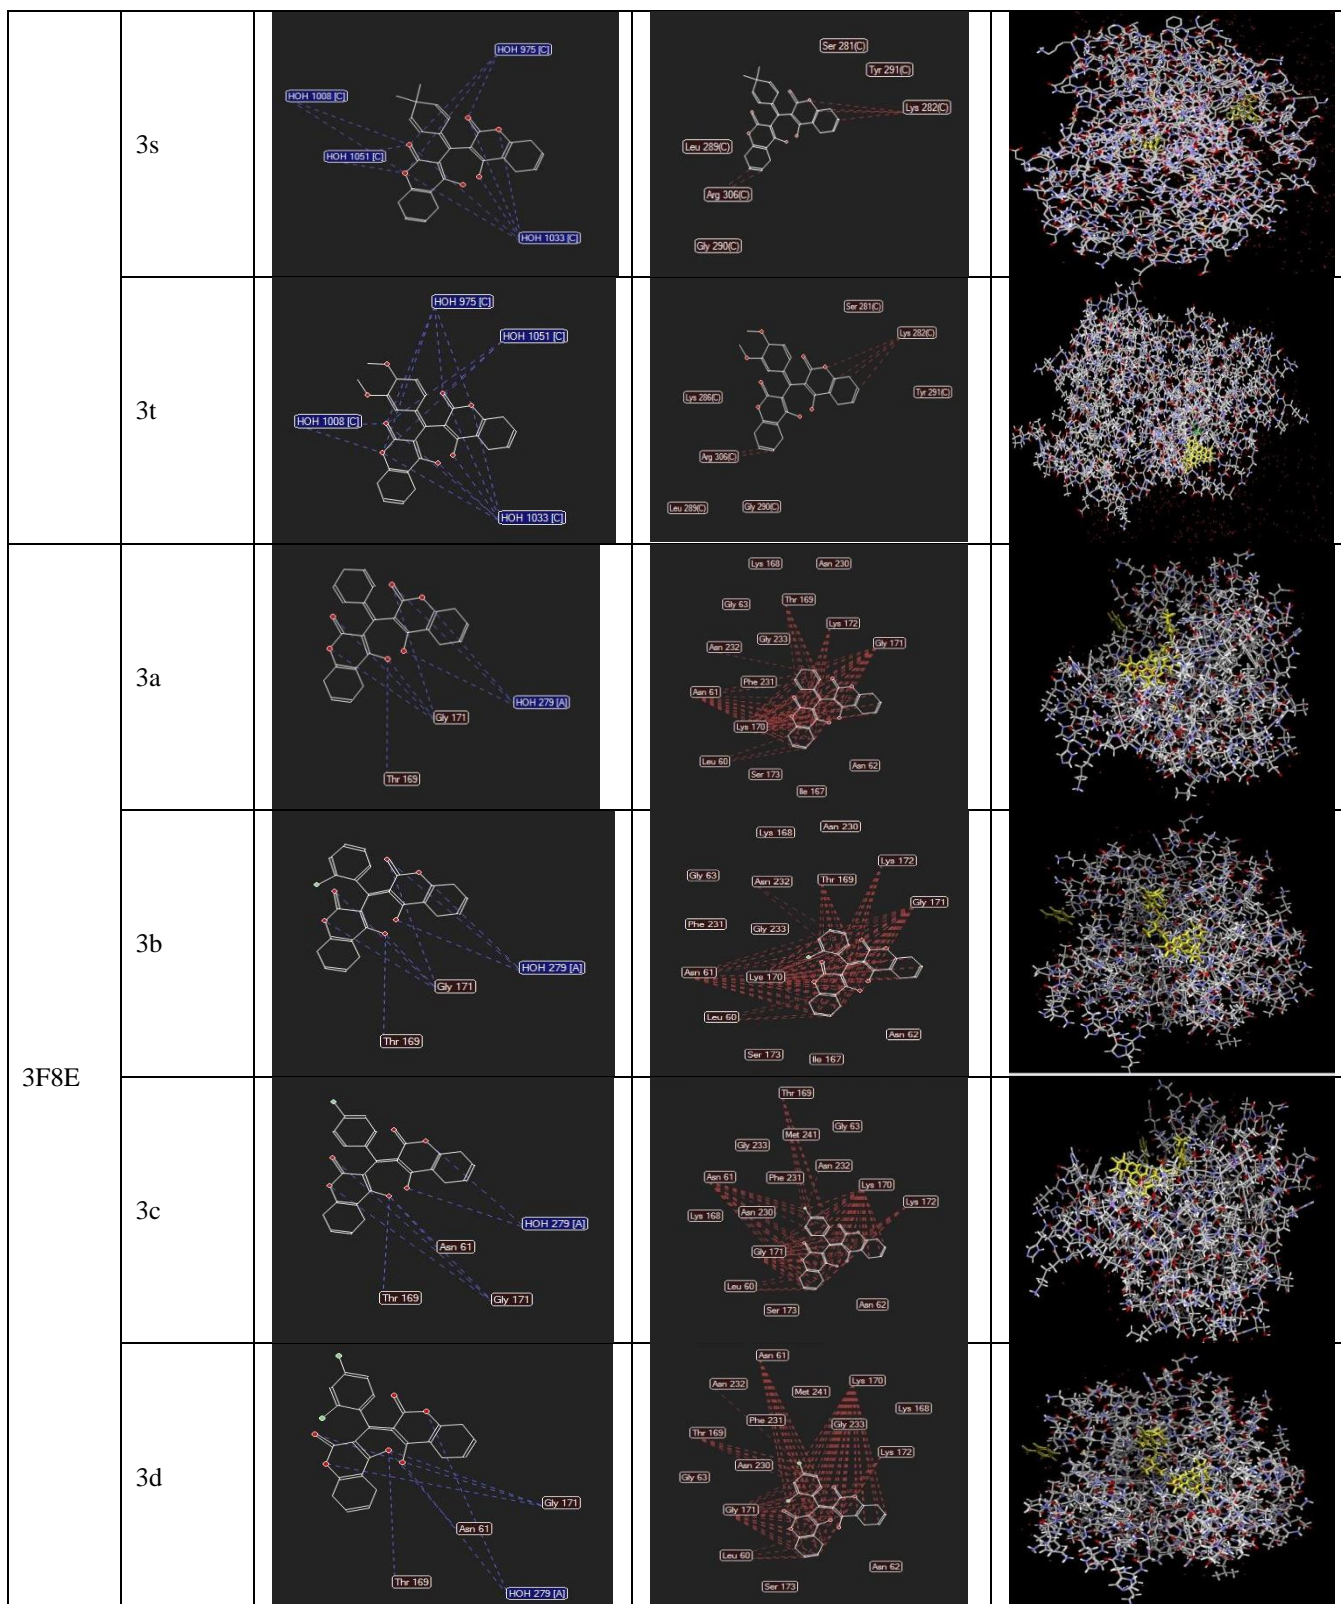 3s
HOH 975 [C]
HOH 1008 [C]
HOH 1051 [C]
HOH 1033 [C]
Ser 281(C)
Tyr 291(C)
Lys 282(C)
Leu 289(C)
Arg 306(C)
Gly 290(C)
3t
HOH 975 [C]
HOH 1051 [C]
HOH 1008 [C]
HOH 1033 [C]
Ser 281(C)
Lys 282(C)
Lys 286(C)
Tyr 291(C)
Arg 306(C)
Leu 289(C)
Gly 290(C)
3F8E
3a
HOH 279 [A]
Gly 171
Thr 169
Lys 168
Asn 230
Gly 63
Thr 169
Lys 172
Asn 232
Gly 233
Gly 171
Phe 231
Asn 61
Lys 170
Leu 60
Ser 173
Asn 62
Ile 167
3b
HOH 279 [A]
Gly 171
Thr 169
Lys 168
Asn 230
Lys 172
Gly 63
Asn 232
Thr 169
Gly 171
Phe 231
Gly 233
Asn 61
Lys 170
Leu 60
Asn 62
Ser 173
Ile 167
3c
HOH 279 [A]
Asn 61
Thr 169
Gly 171
Thr 169
Gly 63
Met 241
Gly 233
Asn 232
Asn 61
Phe 231
Lys 170
Lys 172
Lys 168
Asn 230
Gly 171
Leu 60
Ser 173
Asn 62
3d
Gly 171
Asn 61
Thr 169
HOH 279 [A]
Asn 61
Asn 232
Met 241
Lys 170
Lys 168
Phe 231
Gly 233
Thr 169
Lys 172
Asn 230
Gly 63
Gly 171
Leu 60
Asn 62
Ser 173